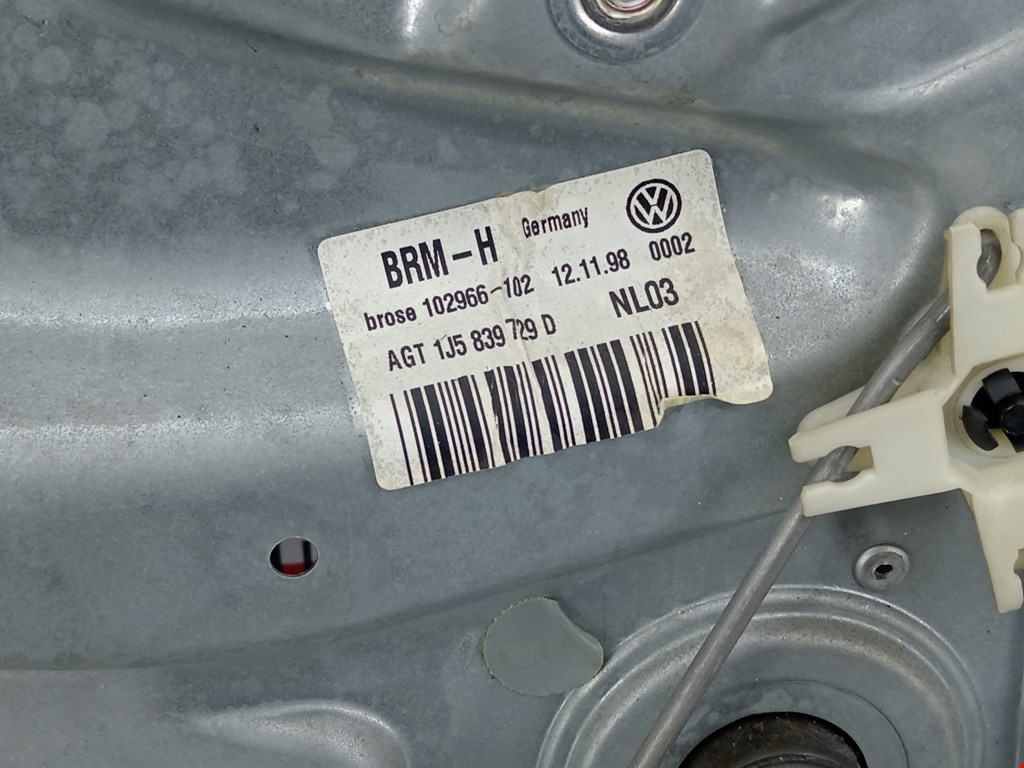 Germany
BRM-H
brose 102966-102 12.11.98 0002
AGT 1J5 839 729 D NL03